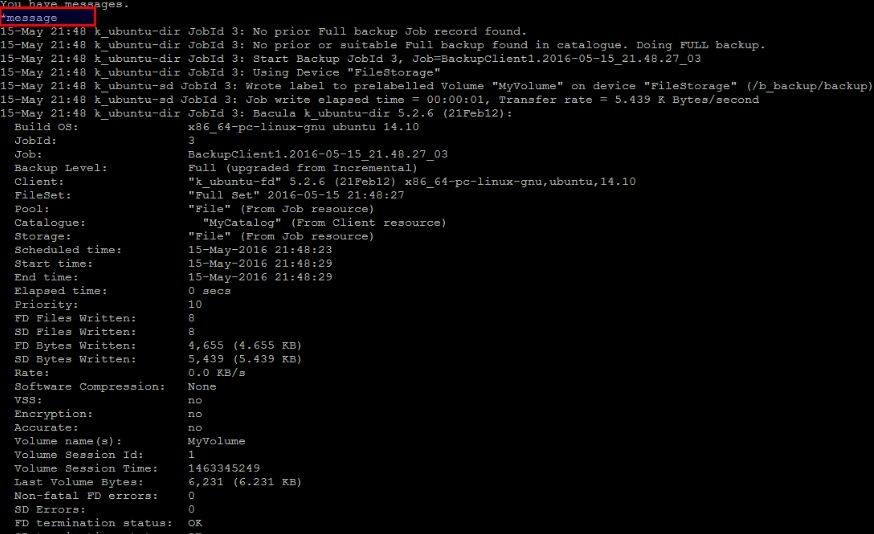 You have messages.
*message
15-May 21:48 k_ubuntu-dir JobId 3: No prior Full backup Job record found.
15-May 21:48 k_ubuntu-dir JobId 3: No prior or suitable Full backup found in catalogue. Doing FULL backup.
15-May 21:48 k_ubuntu-dir JobId 3: Start Backup JobId 3, Job=BackupClient1.2016-05-15_21.48.27_03
15-May 21:48 k_ubuntu-dir JobId 3: Using Device "FileStorage"
15-May 21:48 k_ubuntu-sd JobId 3: Wrote label to prelabelled Volume "MyVolume" on device "FileStorage" (/b_backup/backup)
15-May 21:48 k_ubuntu-sd JobId 3: Job write elapsed time = 00:00:01, Transfer rate = 5.439 K Bytes/second
15-May 21:48 k_ubuntu-dir JobId 3: Bacula k_ubuntu-dir 5.2.6 (21Feb12):
Build OS: x86_64-pc-linux-gnu ubuntu 14.10
JobId: 3
Job: BackupClient1.2016-05-15_21.48.27_03
Backup Level: Full (upgraded from Incremental)
Client: "k_ubuntu-fd" 5.2.6 (21Feb12) x86_64-pc-linux-gnu,ubuntu,14.10
FileSet: "Full Set" 2016-05-15 21:48:27
Pool: "File" (From Job resource)
Catalogue: "MyCatalog" (From Client resource)
Storage: "File" (From Job resource)
Scheduled time: 15-May-2016 21:48:23
Start time: 15-May-2016 21:48:29
End time: 15-May-2016 21:48:29
Elapsed time: 0 secs
Priority: 10
FD Files Written: 8
SD Files Written: 8
FD Bytes Written: 4,655 (4.655 KB)
SD Bytes Written: 5,439 (5.439 KB)
Rate: 0.0 KB/s
Software Compression: None
VSS: no
Encryption: no
Accurate: no
Volume name(s): MyVolume
Volume Session Id: 1
Volume Session Time: 1463345249
Last Volume Bytes: 6,231 (6.231 KB)
Non-fatal FD errors: 0
SD Errors: 0
FD termination status: OK